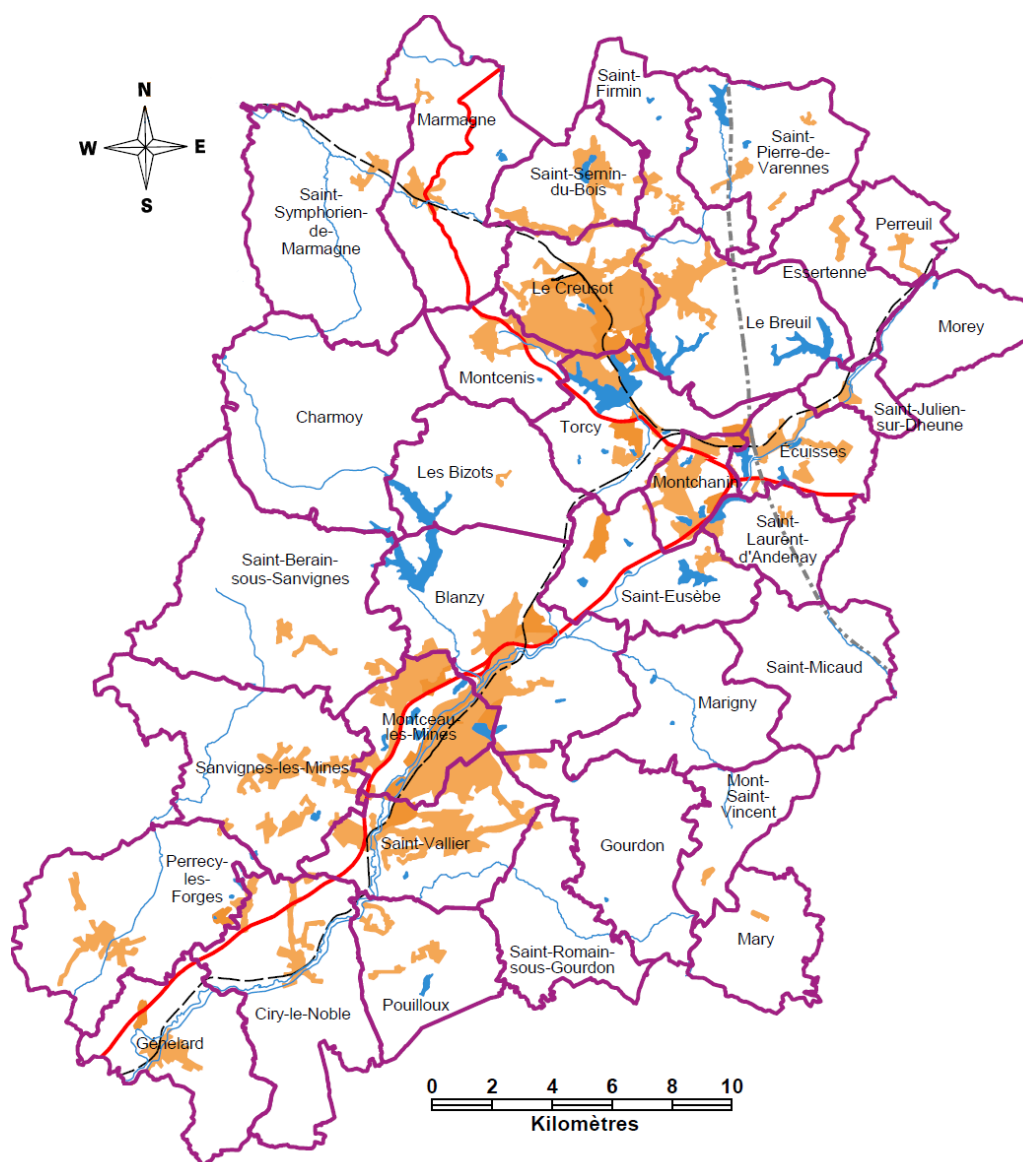 N
W
E
S
Saint-
Firmin
Marmagne
Saint-
Pierre-de-
Varennes
Saint-Sernin-
du-Bois
Saint-
Symphorien-
de-
Marmagne
Perreuil
Essertenne
Le Creusot
Le Breuil
Morey
Montcenis
Charmoy
Saint-Julien-
sur-Dheune
Torcy
Écuisses
Les Bizots
Montchanin
Saint-
Laurent-
d'Andenay
Saint-Berain-
sous-Sanvignes
Blanzy
Saint-Eusèbe
Saint-Micaud
Marigny
Montceau-
les-Mines
Sanvignes-les-Mines
Mont-
Saint-
Vincent
Saint-Vallier
Gourdon
Perrecy-
les-
Forges
Mary
Saint-Romain-
sous-Gourdon
Pouilloux
Ciry-le-Noble
Génelard
0 2 4 6 8 10
Kilomètres